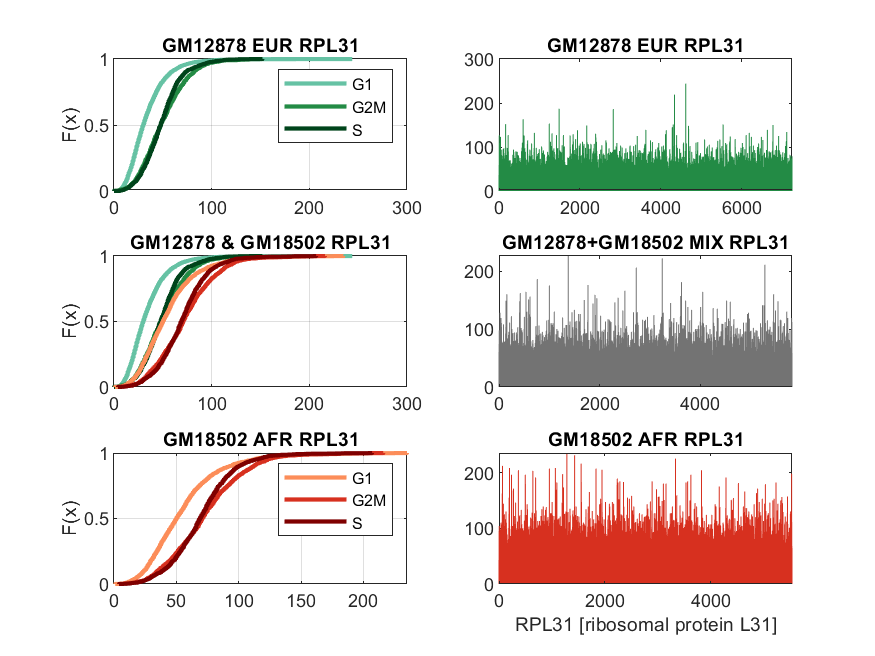 GM12878 EUR RPL31
1
0.5
0
F(x)
0 100 200 300
G1
G2M
S
GM12878 EUR RPL31
300
200
100
0
0 2000 4000 6000
GM12878 & GM18502 RPL31
1
0.5
0
F(x)
0 100 200 300
GM12878+GM18502 MIX RPL31
200
100
0
0 2000 4000
GM18502 AFR RPL31
1
0.5
0
F(x)
0 50 100 150 200
G1
G2M
S
GM18502 AFR RPL31
200
100
0
0 2000 4000
RPL31 [ribosomal protein L31]